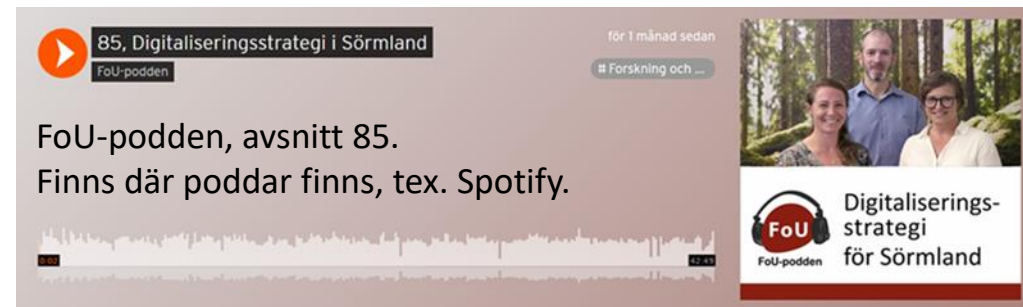 85, Digitaliseringsstrategi i Sörmland
FoU-podden
för 1 månad sedan
# Forskning och ...
FoU-podden, avsnitt 85.
Finns där poddar finns, tex. Spotify.
0:02
42:49
FoU
FoU-podden
Digitaliserings-
strategi
för Sörmland